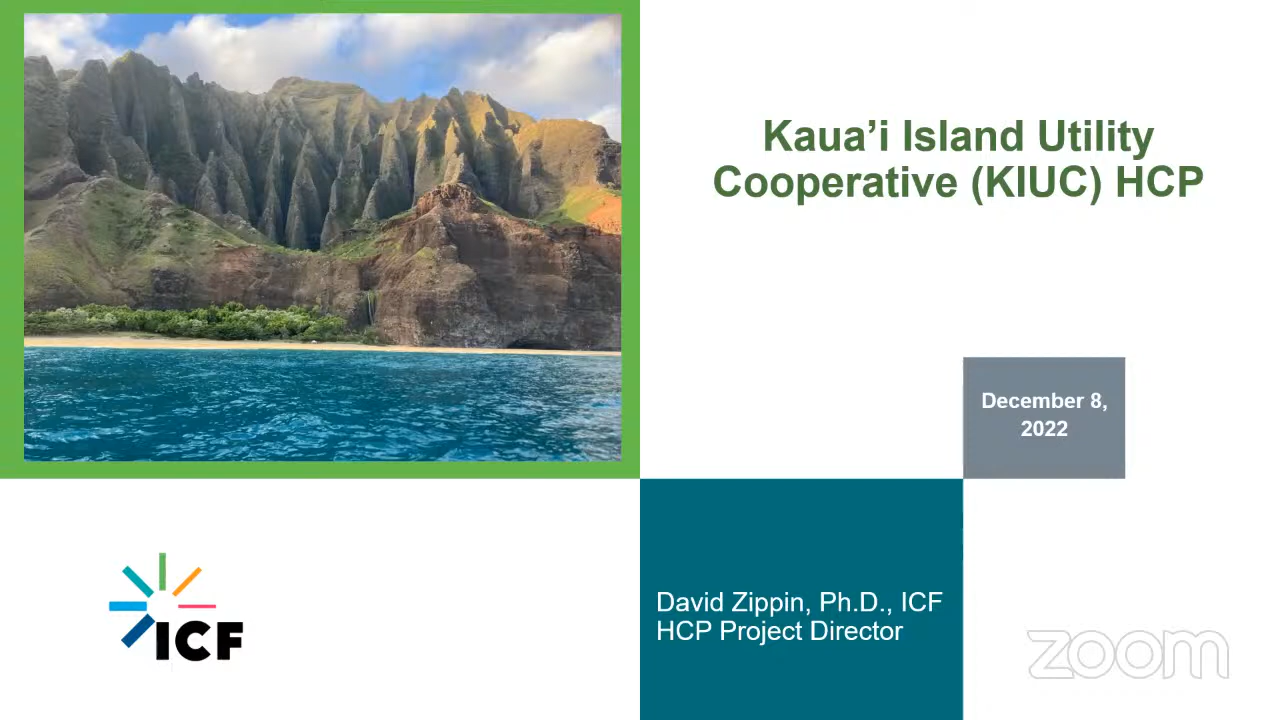 Kaua’i Island Utility
Cooperative (KIUC) HCP
December 8,
2022
David Zippin, Ph.D., ICF
HCP Project Director
ICF
zoom